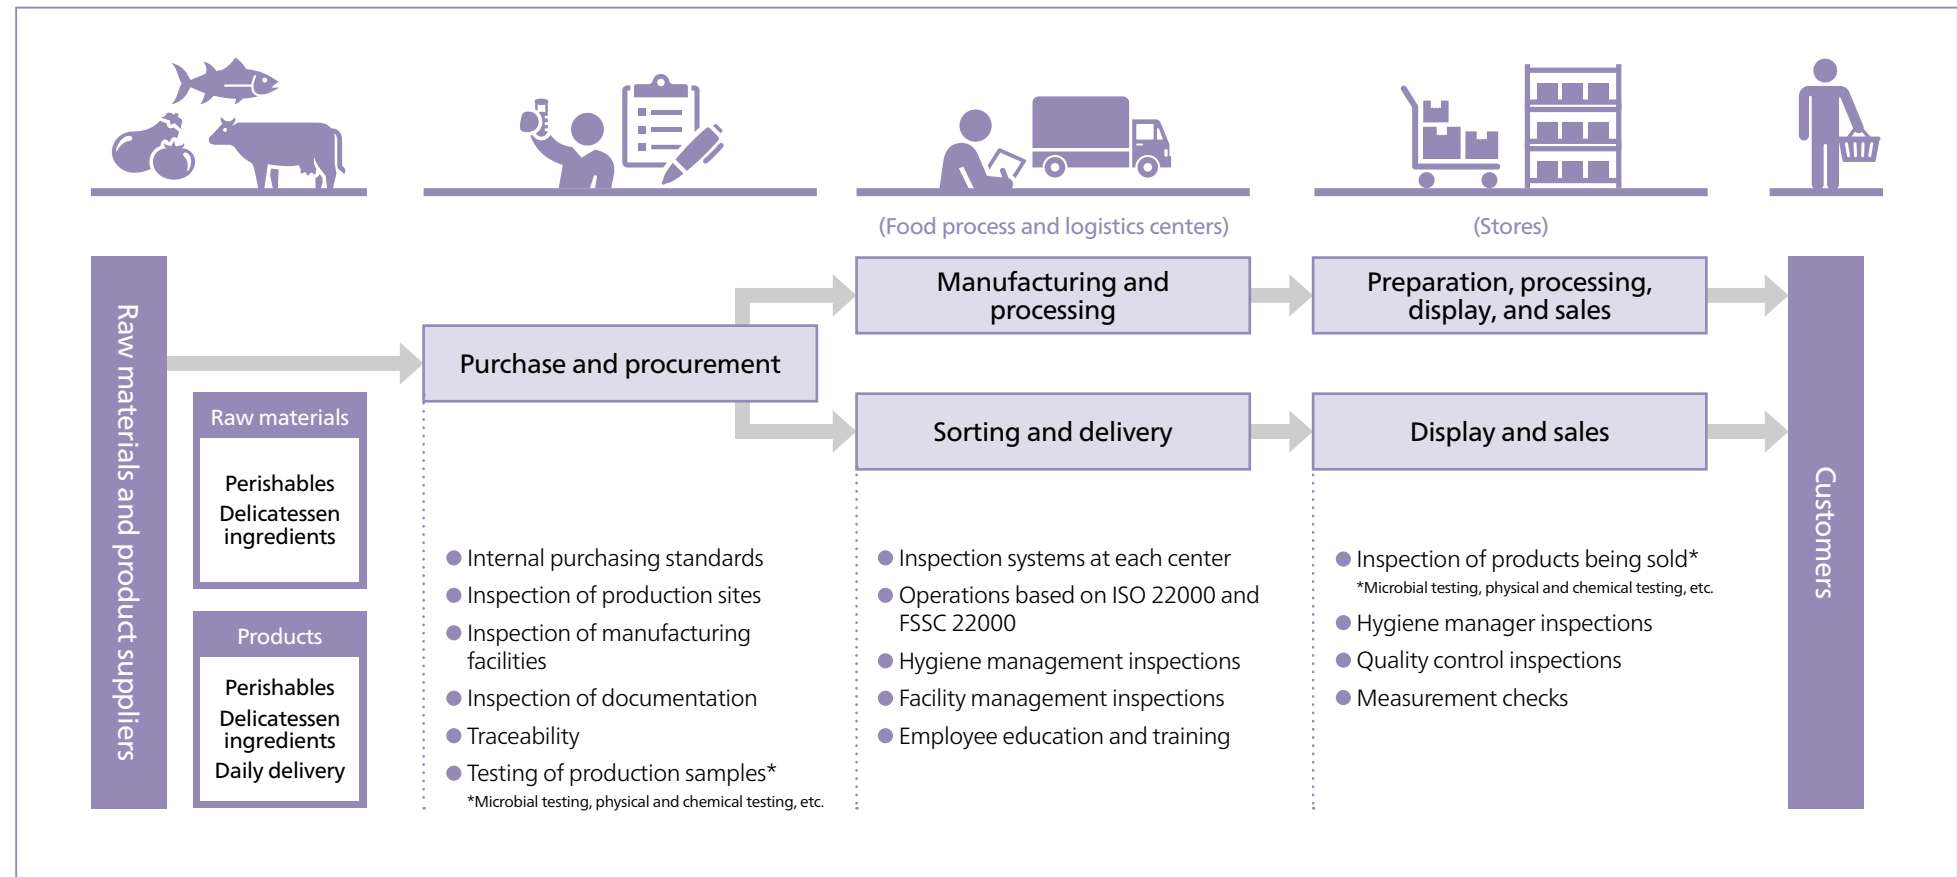 (Food process and logistics centers)
(Stores)
Raw materials and product suppliers
Purchase and procurement
Manufacturing and
processing
Preparation, processing,
display, and sales
Sorting and delivery
Display and sales
Customers
Raw materials
Perishables
Delicatessen
ingredients
Products
Perishables
Delicatessen
ingredients
Daily delivery
● Internal purchasing standards
● Inspection of production sites
● Inspection of manufacturing
facilities
● Inspection of documentation
● Traceability
● Testing of production samples*
*Microbial testing, physical and chemical testing, etc.
● Inspection systems at each center
● Operations based on ISO 22000 and
FSSC 22000
● Hygiene management inspections
● Facility management inspections
● Employee education and training
● Inspection of products being sold*
*Microbial testing, physical and chemical testing, etc.
● Hygiene manager inspections
● Quality control inspections
● Measurement checks